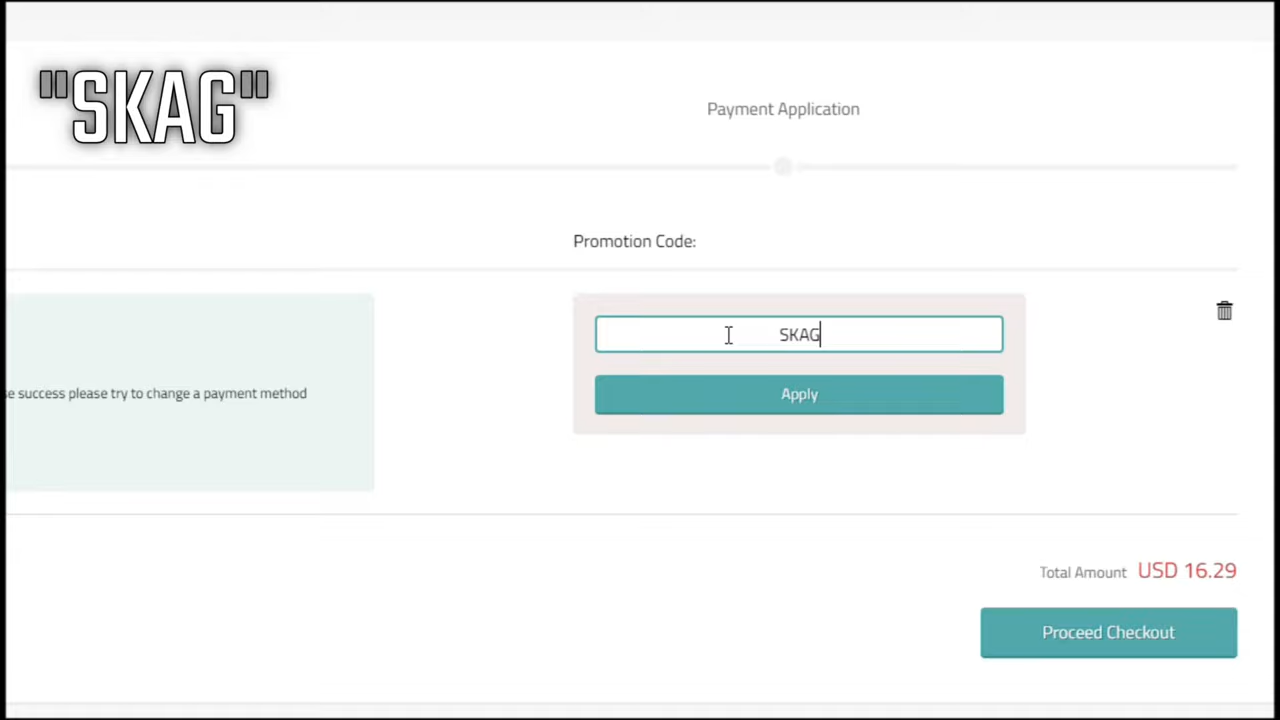 "SKAG"
Payment Application
Promotion Code:
SKAG
Apply
success please try to change a payment method
Total Amount USD 16.29
Proceed Checkout